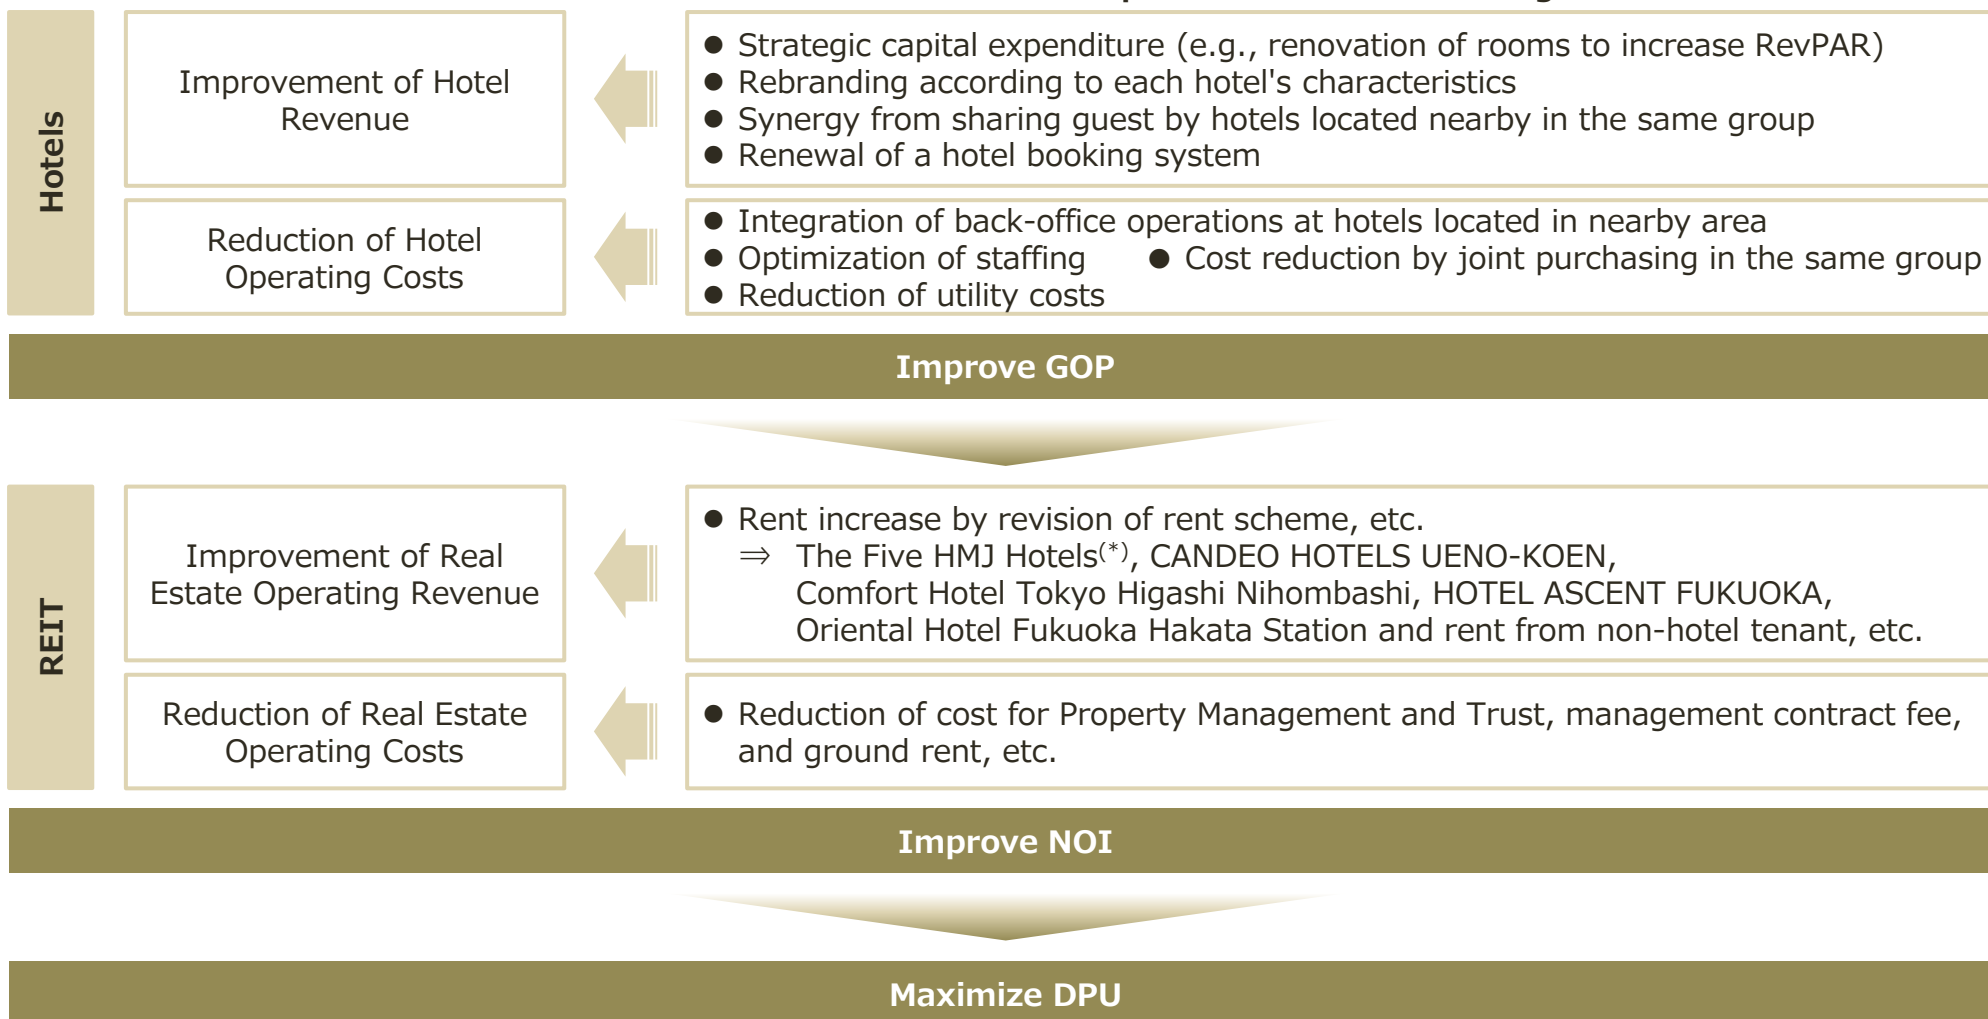 Hotels
Improvement of Hotel
Revenue
● Strategic capital expenditure (e.g., renovation of rooms to increase RevPAR)
● Rebranding according to each hotel's characteristics
● Synergy from sharing guest by hotels located nearby in the same group
● Renewal of a hotel booking system
Reduction of Hotel
Operating Costs
● Integration of back-office operations at hotels located in nearby area
● Optimization of staffing ● Cost reduction by joint purchasing in the same group
● Reduction of utility costs
Improve GOP
REIT
Improvement of Real
Estate Operating Revenue
● Rent increase by revision of rent scheme, etc.
⇒ The Five HMJ Hotels(*), CANDEO HOTELS UENO-KOEN,
Comfort Hotel Tokyo Higashi Nihombashi, HOTEL ASCENT FUKUOKA,
Oriental Hotel Fukuoka Hakata Station and rent from non-hotel tenant, etc.
Reduction of Real Estate
Operating Costs
● Reduction of cost for Property Management and Trust, management contract fee,
and ground rent, etc.
Improve NOI
Maximize DPU